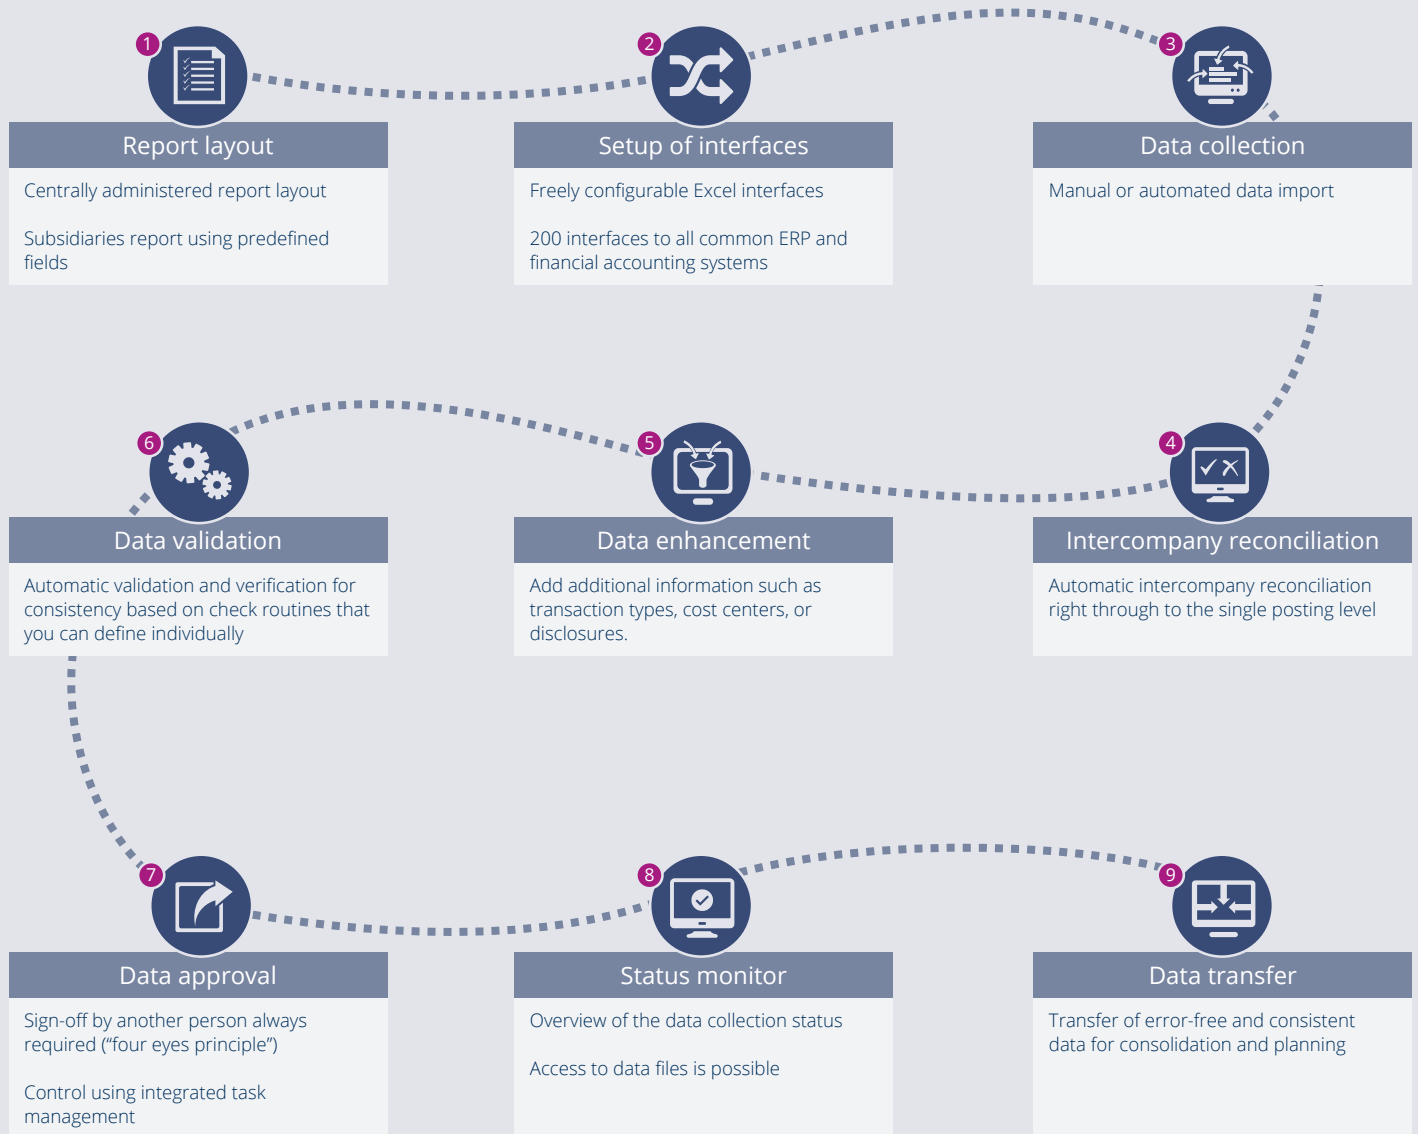 1
Report layout
Centrally administered report layout
Subsidiaries report using predefined
fields
2
Setup of interfaces
Freely configurable Excel interfaces
200 interfaces to all common ERP and
financial accounting systems
3
Data collection
Manual or automated data import
4
Intercompany reconciliation
Automatic intercompany reconciliation
right through to the single posting level
5
Data enhancement
Add additional information such as
transaction types, cost centers, or
disclosures.
6
Data validation
Automatic validation and verification for
consistency based on check routines that
you can define individually
7
Data approval
Sign-off by another person always
required (“four eyes principle”)
Control using integrated task
management
8
Status monitor
Overview of the data collection status
Access to data files is possible
9
Data transfer
Transfer of error-free and consistent
data for consolidation and planning